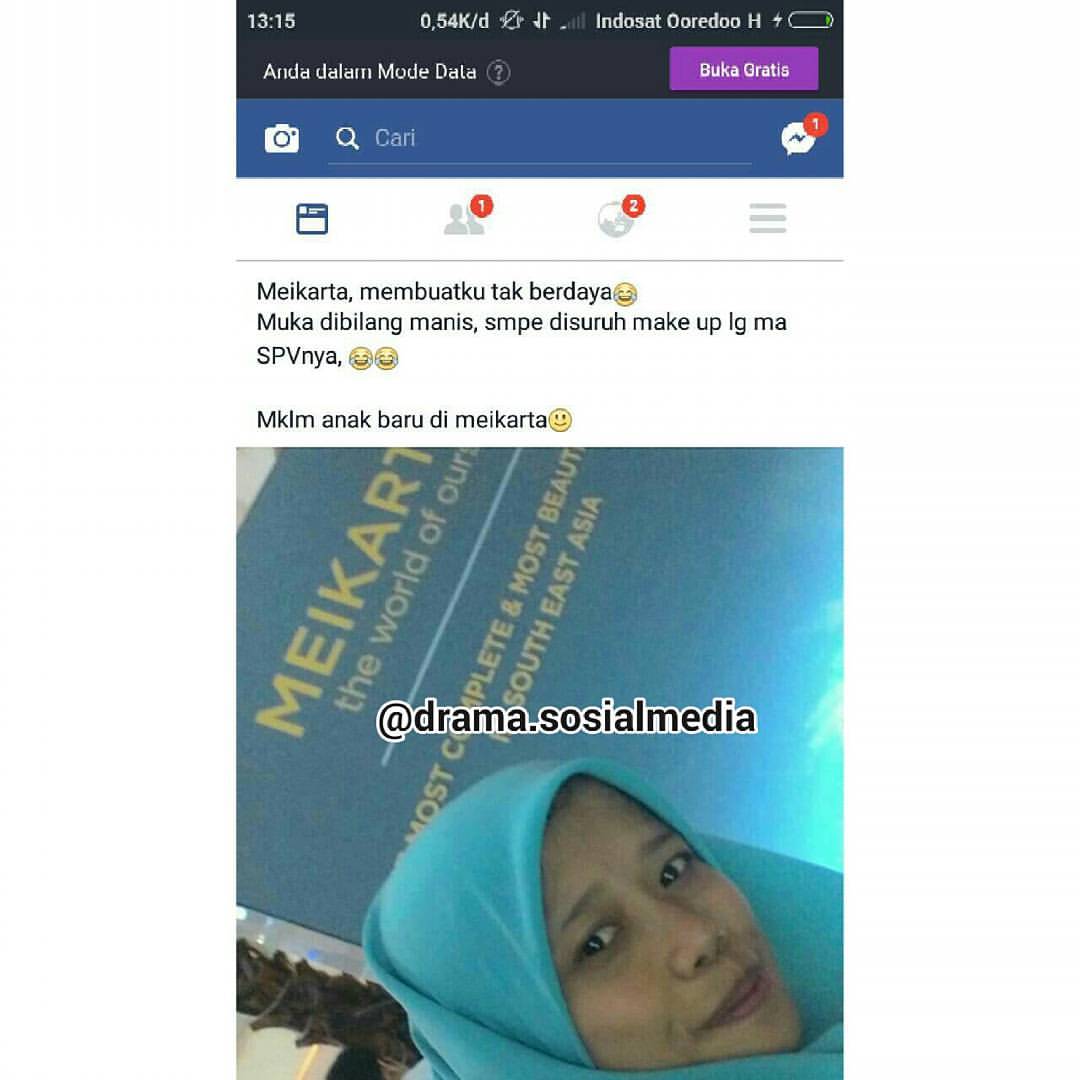 13:15 0,54K/d Indosat Ooredoo H
Anda dalam Mode Data ? Buka Gratis
Cari 1
1 2
Meikarta, membuatku tak berdaya😂
Muka dibilang manis, smpe disuruh make up lg ma
SPVnya, 😂😂
Mklm anak baru di meikarta🙂
MEIKART
the world of ours
MOST COMPLETE & MOST BEAUTI
SOUTH EAST ASIA
@drama.sosialmedia